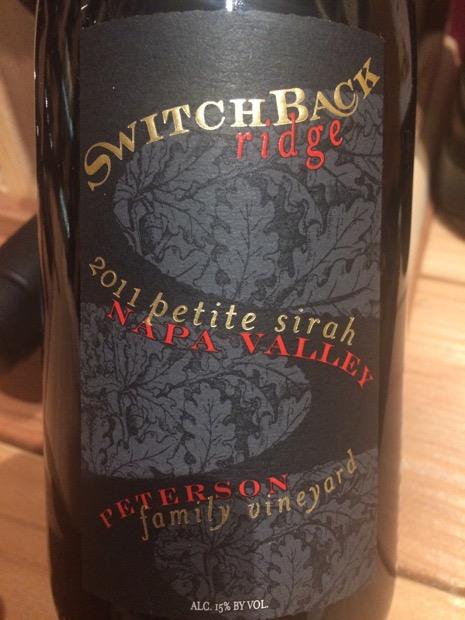 SWITCHBACK
ridge
2011 petite sirah
NAPA VALLEY
PETERSON
family vineyard
ALC. 15% BY VOL.